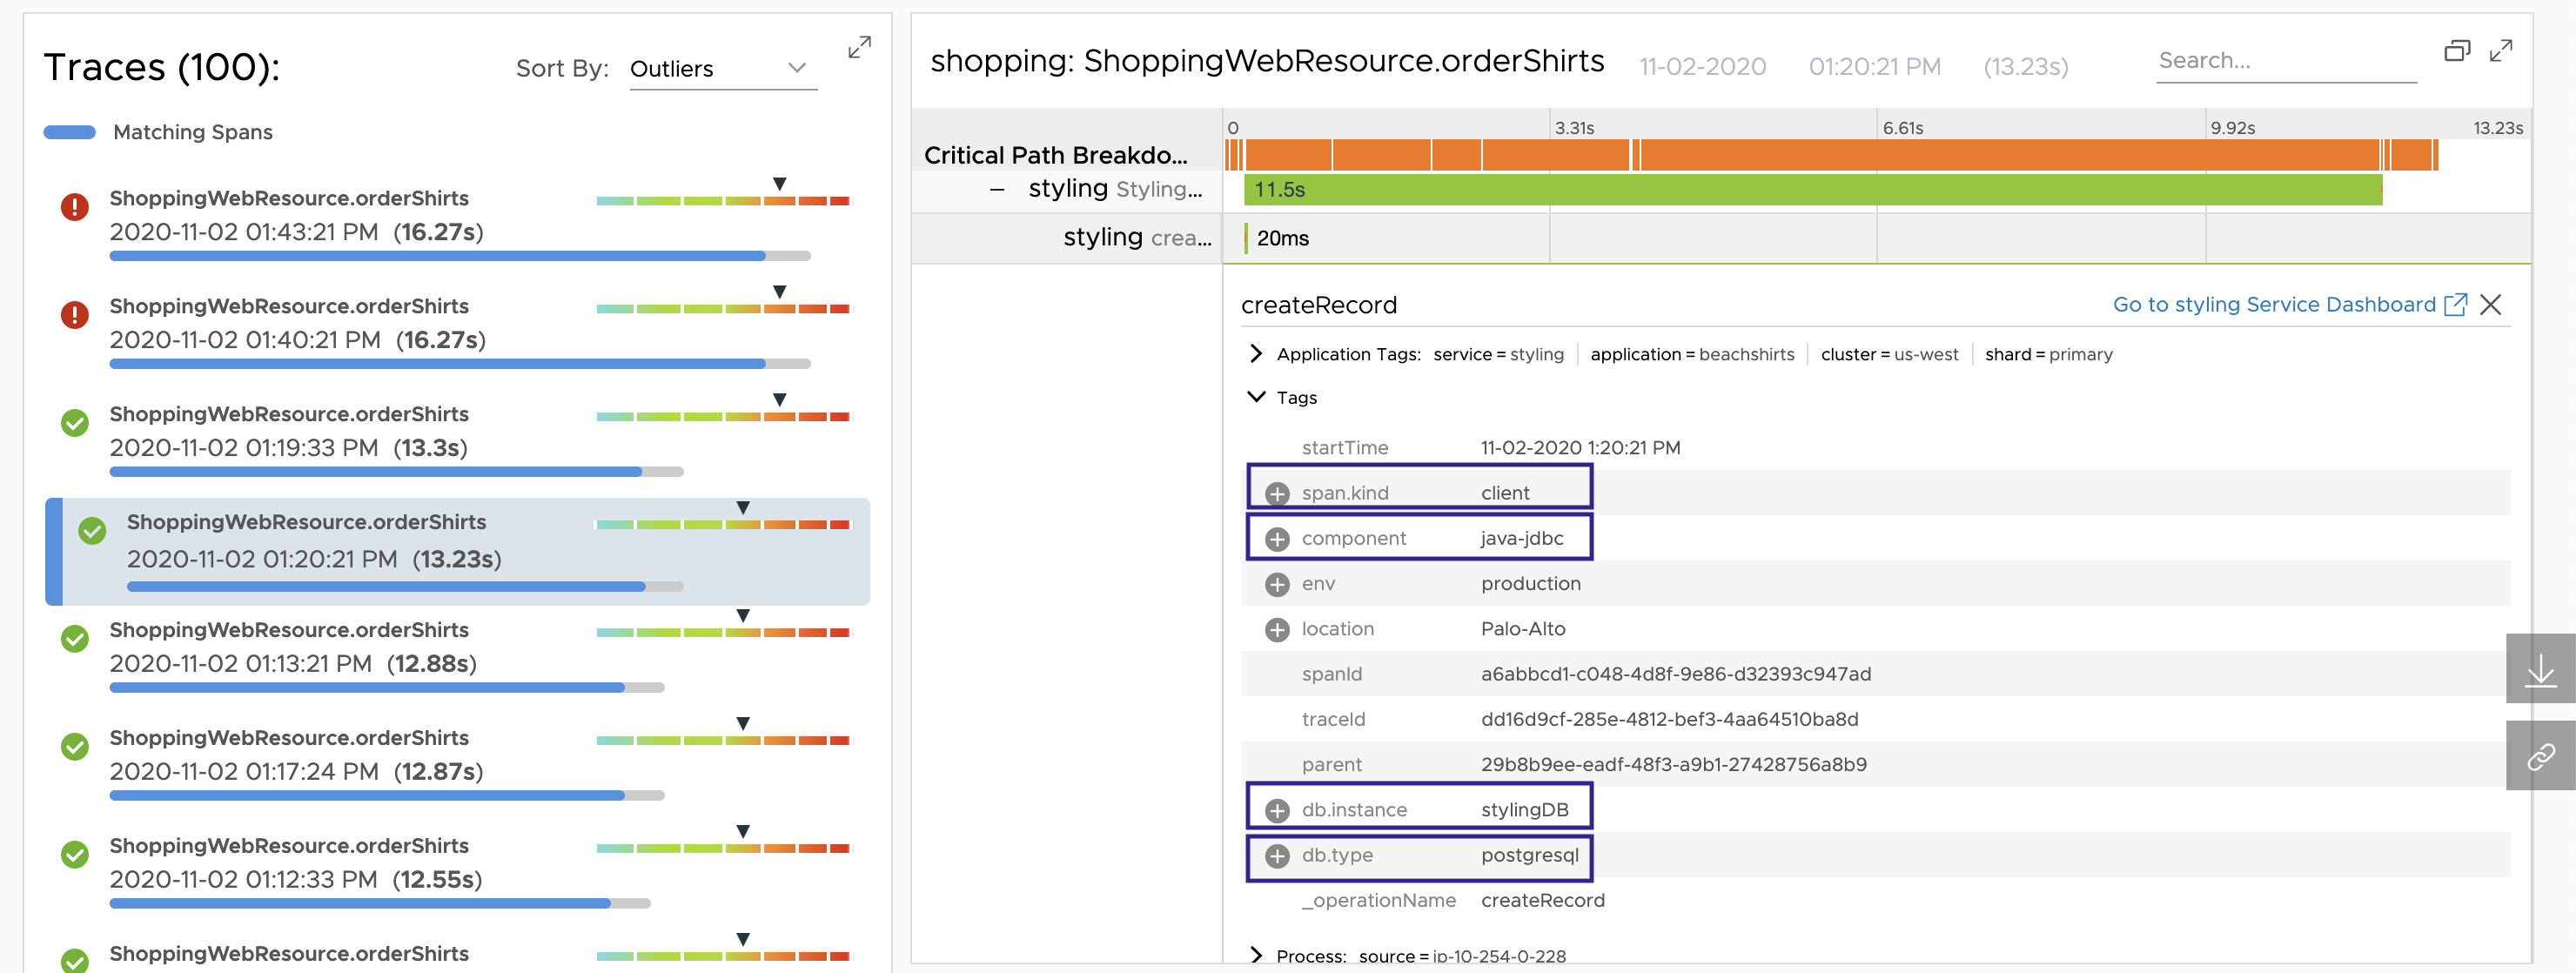 Traces (100):
Sort By: Outliers
Matching Spans
ShoppingWebResource.orderShirts
2020-11-02 01:43:21 PM (16.27s)
ShoppingWebResource.orderShirts
2020-11-02 01:40:21 PM (16.27s)
ShoppingWebResource.orderShirts
2020-11-02 01:19:33 PM (13.3s)
ShoppingWebResource.orderShirts
2020-11-02 01:20:21 PM (13.23s)
ShoppingWebResource.orderShirts
2020-11-02 01:13:21 PM (12.88s)
ShoppingWebResource.orderShirts
2020-11-02 01:17:24 PM (12.87s)
ShoppingWebResource.orderShirts
2020-11-02 01:12:33 PM (12.55s)
ShoppingWebResource.orderShirts
shopping: ShoppingWebResource.orderShirts 11-02-2020 01:20:21 PM (13.23s) Search...
0 3.31s 6.61s 9.92s 13.23s
Critical Path Breakdo...
styling Styling... 11.5s
styling crea... 20ms
createRecord Go to styling Service Dashboard
Application Tags: service = styling application = beachshirts cluster = us-west shard = primary
Tags
startTime 11-02-2020 1:20:21 PM
span.kind client
component java-jdbc
env production
location Palo-Alto
spanId a6abbcd1-c048-4d8f-9e86-d32393c947ad
traceId dd16d9cf-285e-4812-bef3-4aa64510ba8d
parent 29b8b9ee-eadf-48f3-a9b1-27428756a8b9
db.instance stylingDB
db.type postgresql
_operationName createRecord
Process: source = ip-10-254-0-228